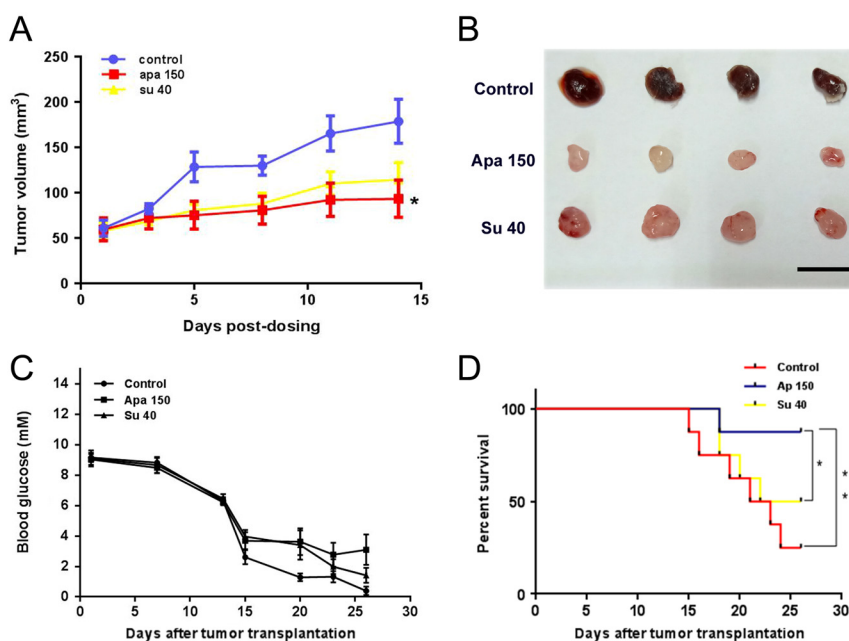 A
control
apa 150
su 40
250
200
150
100
50
0
Tumor volume (mm3)
*
0
5
10
15
Days post-dosing
B
Control
Apa 150
Su 40
C
Control
Apa 150
Su 40
14
12
10
8
6
4
2
0
Blood glucose (mM)
0
5
10
15
20
25
30
Days after tumor transplantation
D
Control
Ap 150
Su 40
100
50
0
Percent survival
*
*
*
0
5
10
15
20
25
30
Days after tumor transplantation